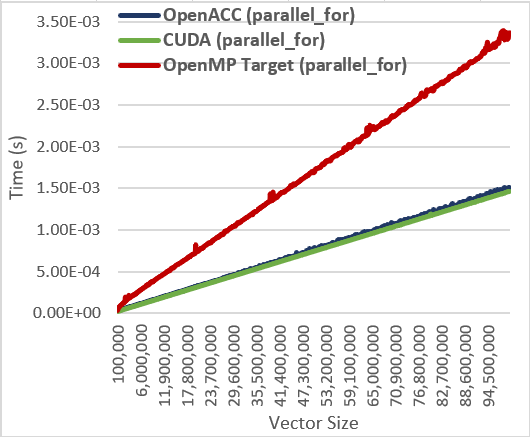 3.50E-03
3.00E-03
2.50E-03
2.00E-03
1.50E-03
1.00E-03
5.00E-04
0.00E+00
Time (s)
OpenACC (parallel_for)
CUDA (parallel_for)
OpenMP Target (parallel_for)
100,000
6,000,000
11,900,000
17,800,000
23,700,000
29,600,000
35,500,000
41,400,000
47,300,000
53,200,000
59,100,000
65,000,000
70,900,000
76,800,000
82,700,000
88,600,000
94,500,000
Vector Size